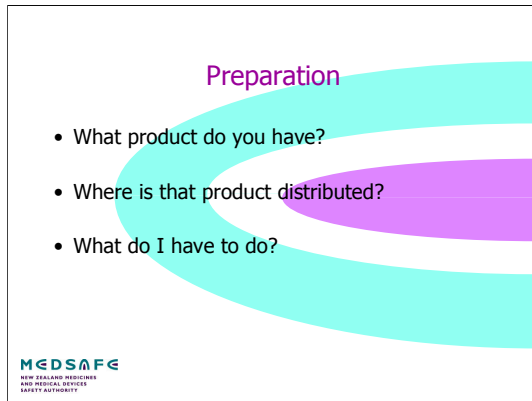 Preparation
• What product do you have?
• Where is that product distributed?
• What do I have to do?
MEDSAFE
NEW ZEALAND MEDICINES
AND MEDICAL DEVICES
SAFETY AUTHORITY